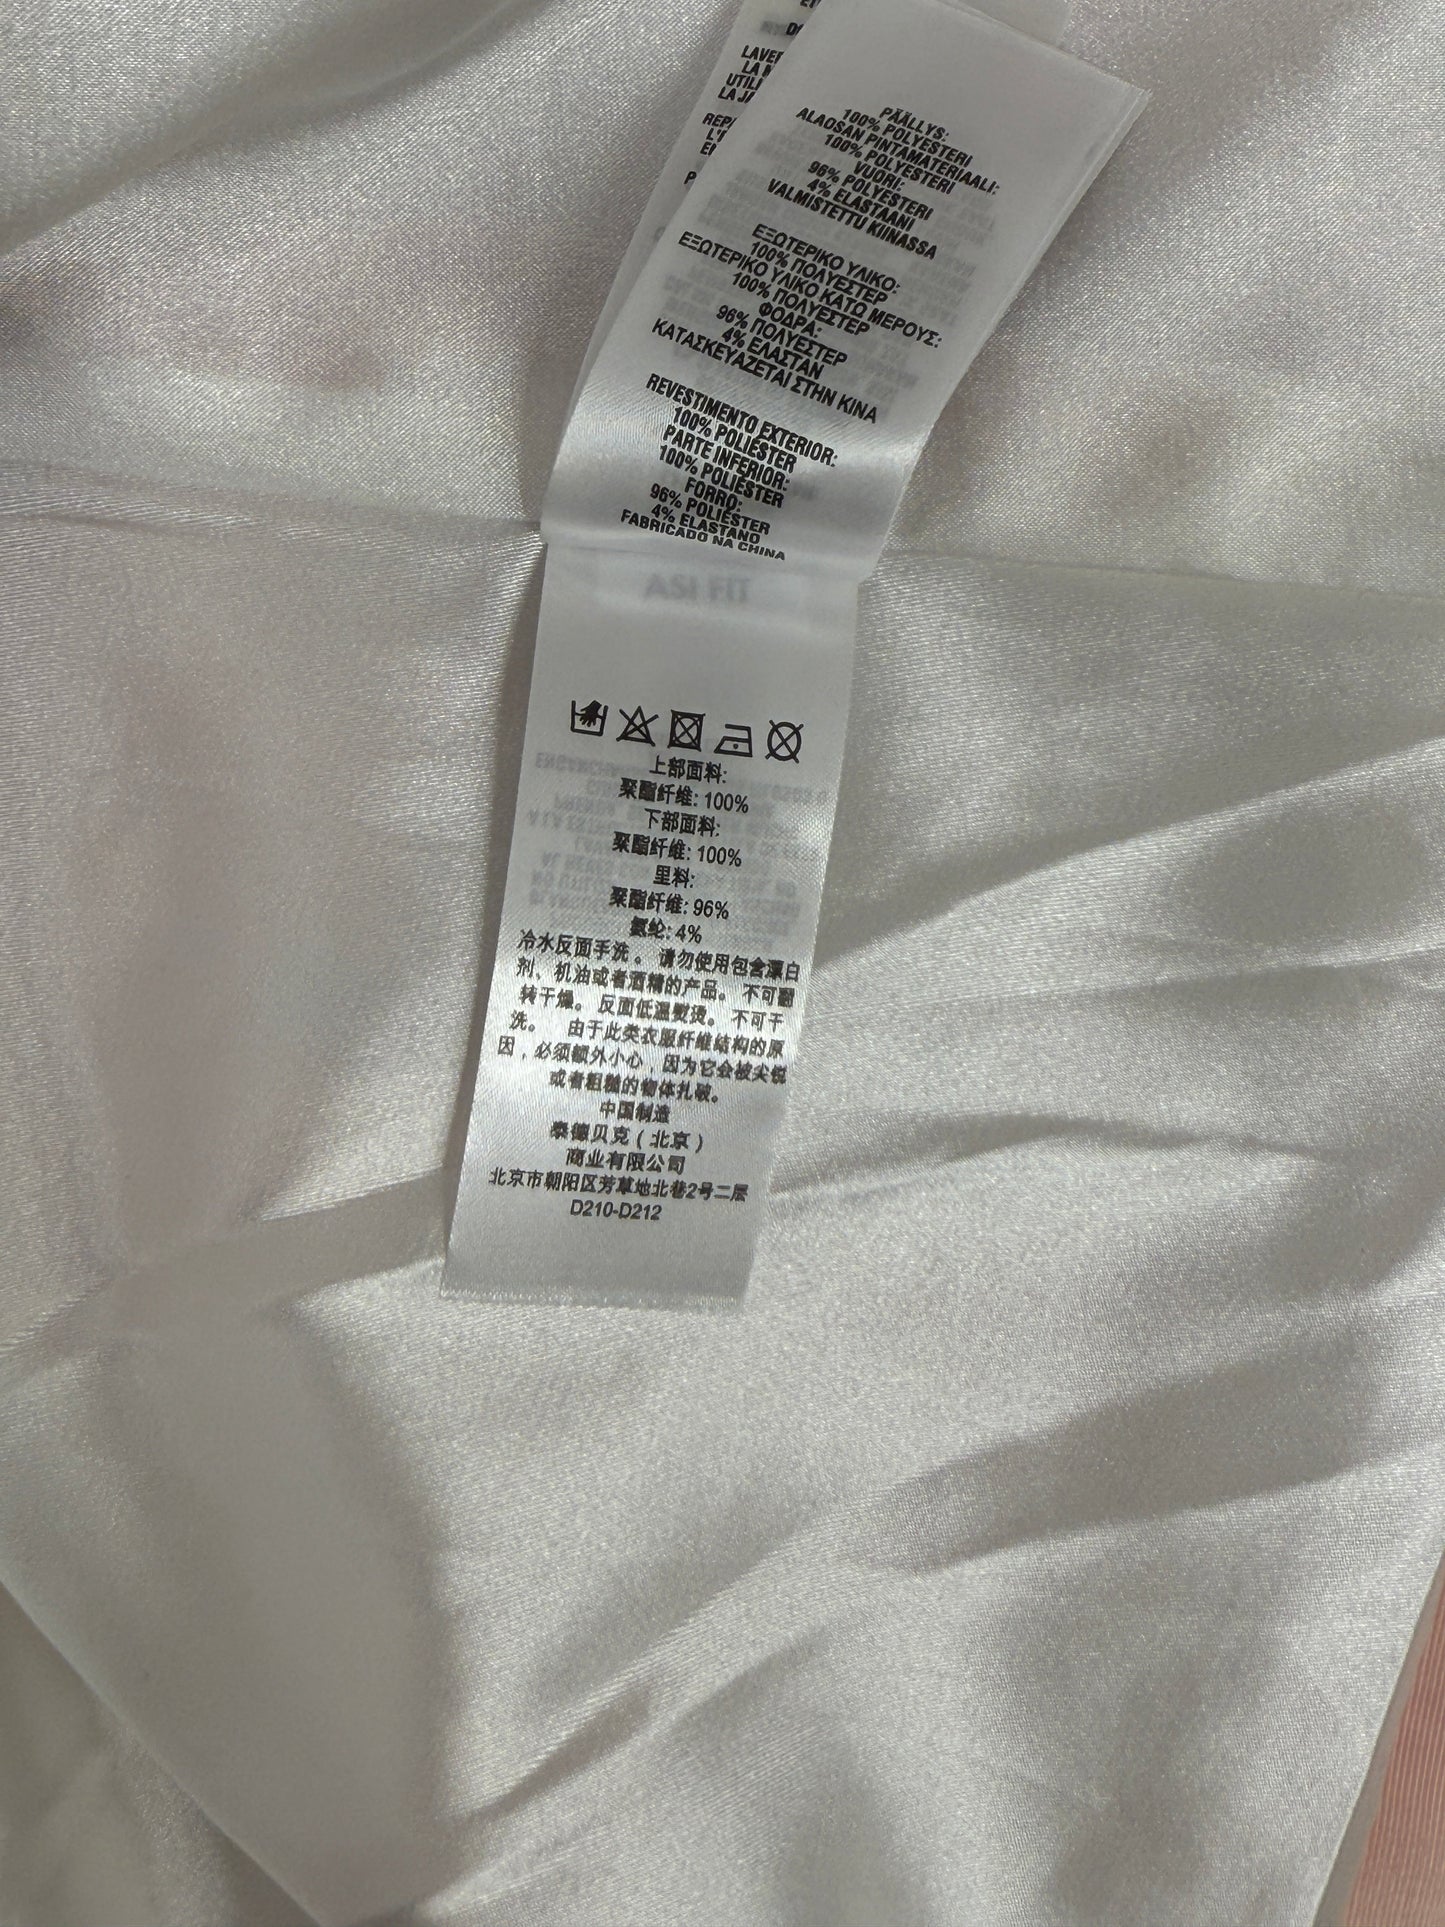 LAVE
LA M
UTILI
LA JA
REP/
L'I
EI
P
PÄÄLLYS:
100% POLYESTERI
ALAOSAN PINTAMATERIAALI:
100% POLYESTERI
VUORI:
96% POLYESTERI
4% ELASTAANI
VALMISTETTU KIINASSA
ΕΞΩΤΕΡΙΚΟ ΥΛΙΚΟ:
100% ΠΟΛΥΕΣΤΕΡ
ΕΞΩΤΕΡΙΚΟ ΥΛΙΚΟ ΚΑΤΩ ΜΕΡΟΥΣ:
100% ΠΟΛΥΕΣΤΕΡ
ΦΟΔΡΑ:
96% ΠΟΛΥΕΣΤΕΡ
4% ΕΛΑΣΤΑΝ
ΚΑΤΑΣΚΕΥΑΖΕΤΑΙ ΣΤΗΝ ΚΙΝΑ
REVESTIMENTO EXTERIOR:
100% POLIÉSTER
PARTE INFERIOR:
100% POLIÉSTER
FORRO:
96% POLIÉSTER
4% ELASTANO
FABRICADO NA CHINA
ASI FIT
上部面料:
聚酯纤维: 100%
下部面料:
聚酯纤维: 100%
里料:
聚酯纤维: 96%
氨纶: 4%
冷水反面手洗。 请勿使用包含漂白
剂、机油或者酒精的产品。 不可翻
转干燥。 反面低温熨烫。 不可干
洗。 由于此类衣服纤维结构的原
因，必须额外小心，因为它会被尖锐
或者粗糙的物体扎破。
中国制造
泰德贝克（北京）
商业有限公司
北京市朝阳区芳草地北巷2号二层
D210-D212